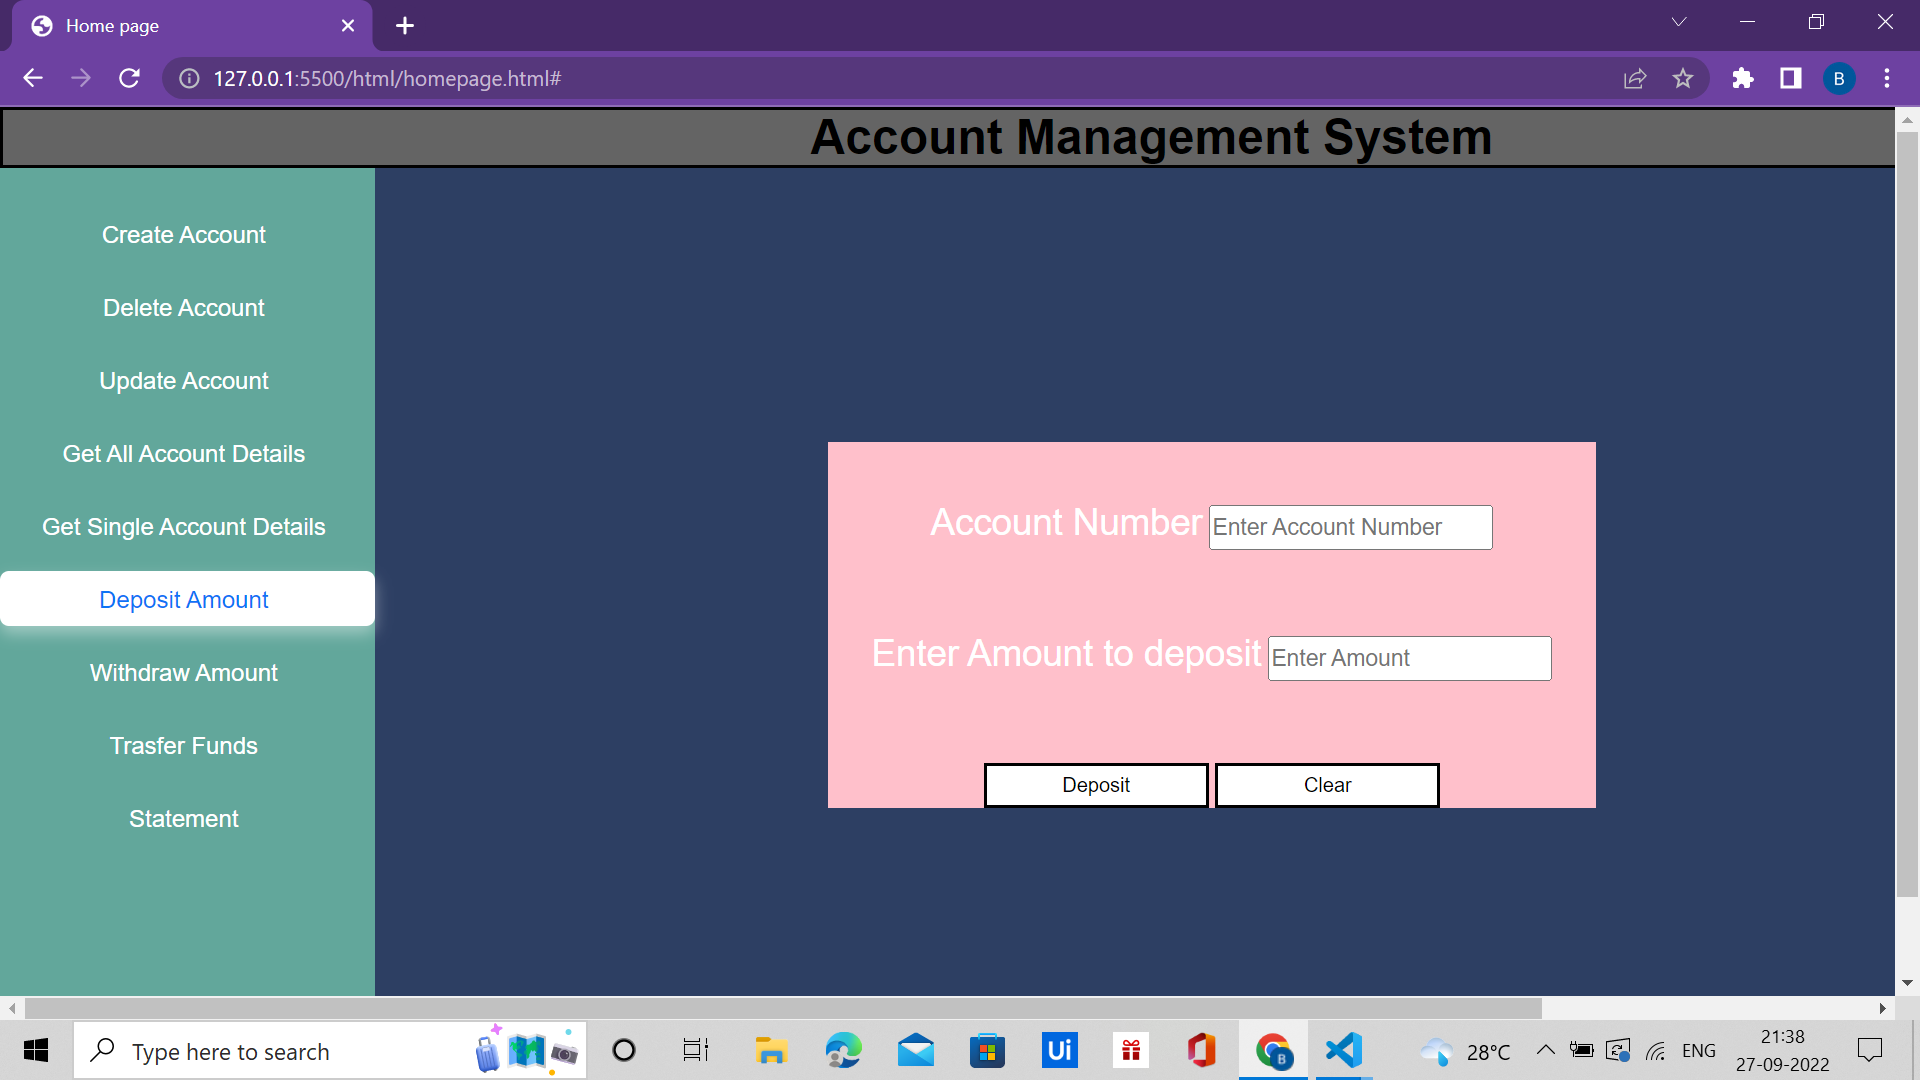 Home page
127.0.0.1:5500/html/homepage.html#
B
Account Management System
Create Account
Delete Account
Update Account
Get All Account Details
Get Single Account Details
Deposit Amount
Withdraw Amount
Trasfer Funds
Statement
Account Number Enter Account Number
Enter Amount to deposit Enter Amount
Deposit Clear
Type here to search
Ui
B
28°C
ENG
21:38
27-09-2022